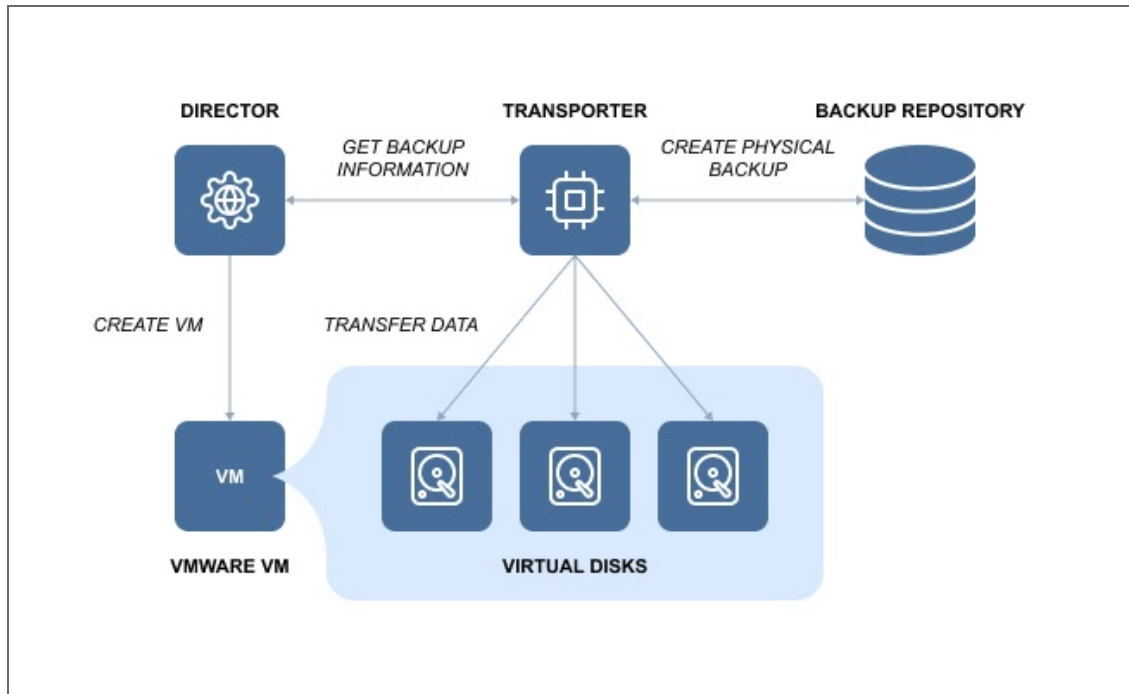 DIRECTOR
TRANSPORTER
BACKUP REPOSITORY
GET BACKUP
INFORMATION
CREATE PHYSICAL
BACKUP
CREATE VM
TRANSFER DATA
VM
VMWARE VM
VIRTUAL DISKS